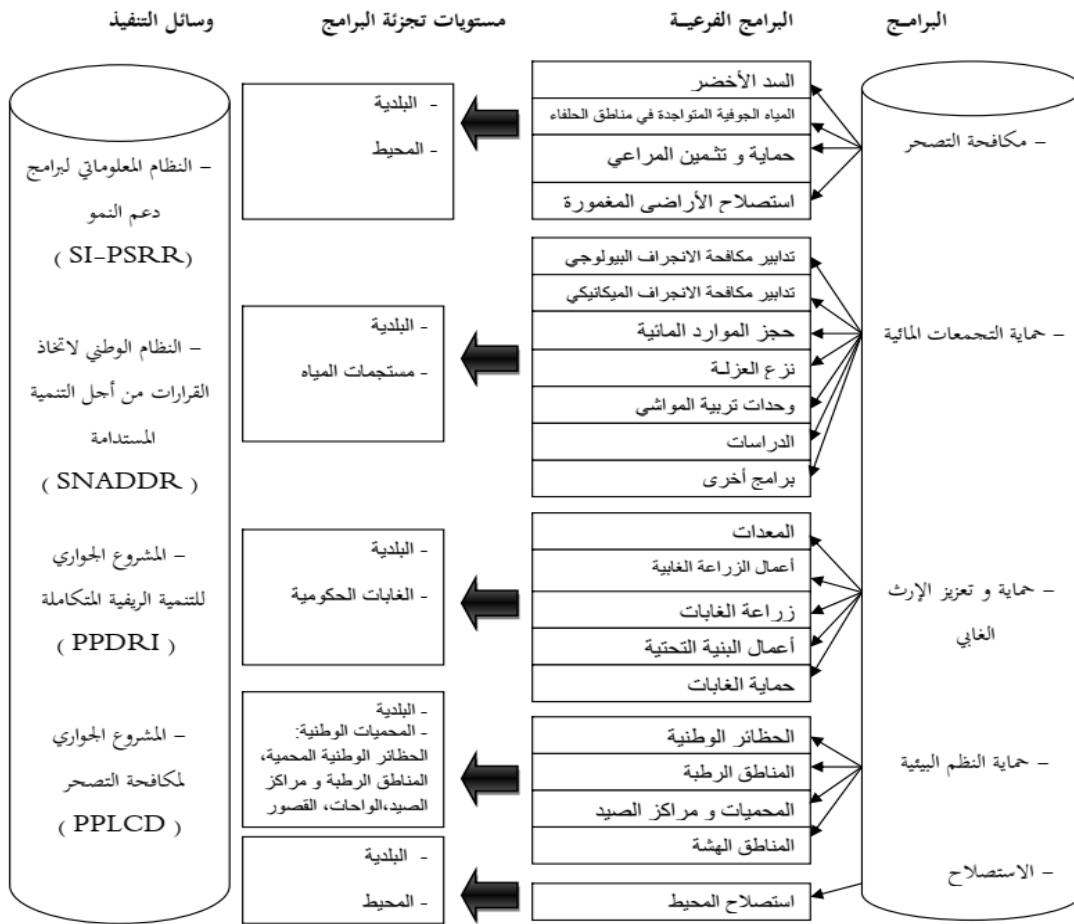 البرامـج
البرامج الفرعيـة
مستويات تجزئة البرامج
وسائل التنفيذ
– مكافحة التصحر
– حماية التجمعات المائية
– حماية و تعزيز الإرث
الغابي
– حماية النظم البيئية
– الاستصلاح
السد الأخضر
المياه الجوفية المتواجدة في مناطق الحلفاء
حماية و تثمين المراعي
استصلاح الأراضي المغمورة
تدابير مكافحة الانجراف البيولوجي
تدابير مكافحة الانجراف الميكانيكي
حجز الموارد المائية
نزع العزلة
وحدات تربية المواشي
الدراسات
برامج أخرى
المعدات
أعمال الزراعة الغابية
زراعة الغابات
أعمال البنية التحتية
حماية الغابات
الحظائر الوطنية
المناطق الرطبة
المحميات و مراكز الصيد
المناطق الهشة
استصلاح المحيط
- البلدية
- المحيط
- البلدية
- مستجمات المياه
- البلدية
- الغابات الحكومية
- البلدية
- المحميات الوطنية:
الحظائر الوطنية المحمية،
المناطق الرطبة و مراكز
الصيد،الواحات، القصور
- البلدية
- المحيط
– النظام المعلوماتي لبرامج
دعم النمو
( SI-PSRR)
– النظام الوطني لاتخاذ
القرارات من أجل التنمية
المستدامة
( SNADDR )
– المشروع الجواري
للتنمية الريفية المتكاملة
( PPDRI )
– المشروع الجواري
لمكافحة التصحر
( PPLCD )